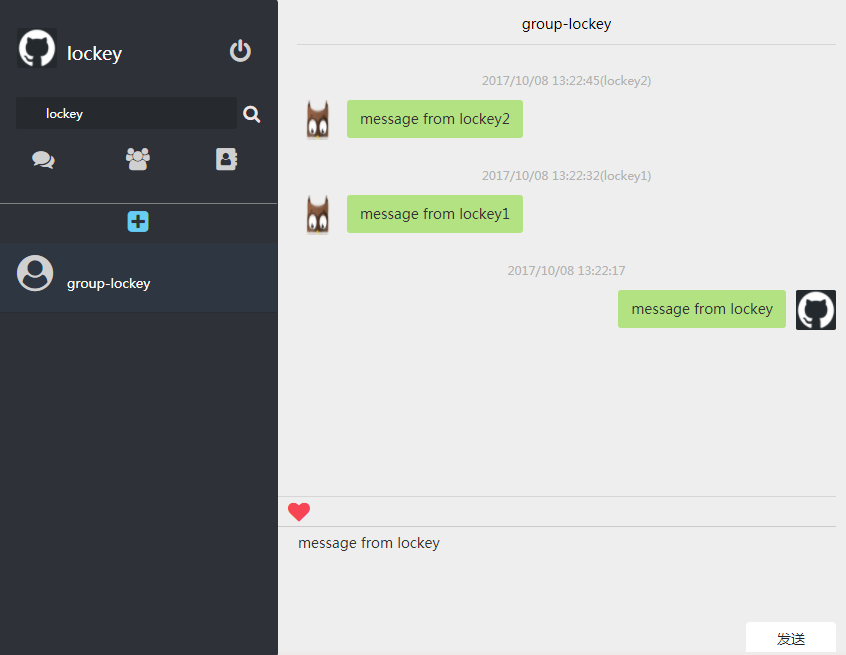 lockey
lockey
group-lockey
group-lockey
2017/10/08 13:22:45(lockey2)
message from lockey2
2017/10/08 13:22:32(lockey1)
message from lockey1
2017/10/08 13:22:17
message from lockey
message from lockey
发送